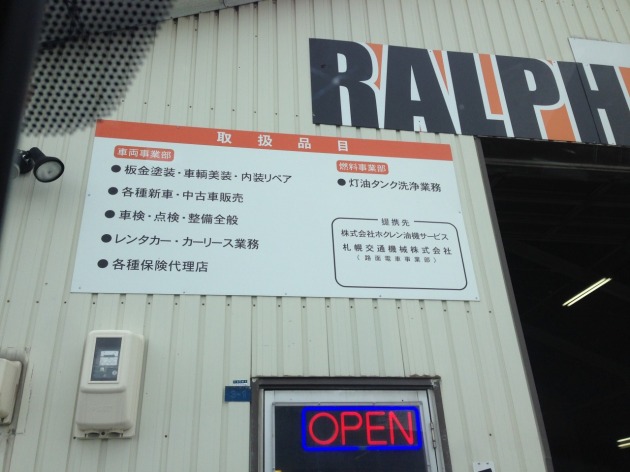 RALPH
取扱品目
車両事業部
●板金塗装・車輌美装・内装リペア
●各種新車・中古車販売
●車検・点検・整備全般
●レンタカー・カーリース業務
●各種保険代理店
燃料事業部
●灯油タンク洗浄業務
提携先
株式会社ホクレン油機サービス
札幌交通機械株式会社
(路面電車事業部)
OPEN